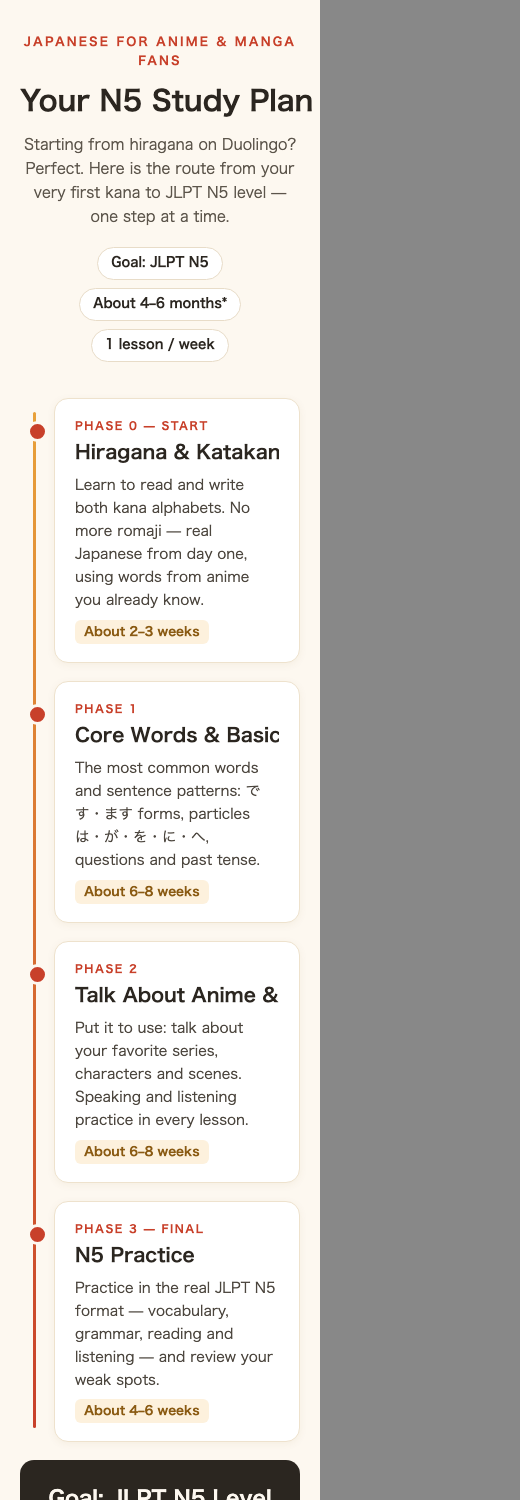 JAPANESE FOR ANIME & MANGA
FANS
Your N5 Study Plan
Starting from hiragana on Duolingo?
Perfect. Here is the route from your
very first kana to JLPT N5 level —
one step at a time.
Goal: JLPT N5
About 4–6 months*
1 lesson / week
PHASE 0 — START
Hiragana & Katakan
Learn to read and write
both kana alphabets. No
more romaji — real
Japanese from day one,
using words from anime
you already know.
About 2–3 weeks
PHASE 1
Core Words & Basic
The most common words
and sentence patterns: で
す・ます forms, particles
は・が・を・に・へ,
questions and past tense.
About 6–8 weeks
PHASE 2
Talk About Anime &
Put it to use: talk about
your favorite series,
characters and scenes.
Speaking and listening
practice in every lesson.
About 6–8 weeks
PHASE 3 — FINAL
N5 Practice
Practice in the real JLPT N5
format — vocabulary,
grammar, reading and
listening — and review your
weak spots.
About 4–6 weeks
Goal: JLPT N5 Level